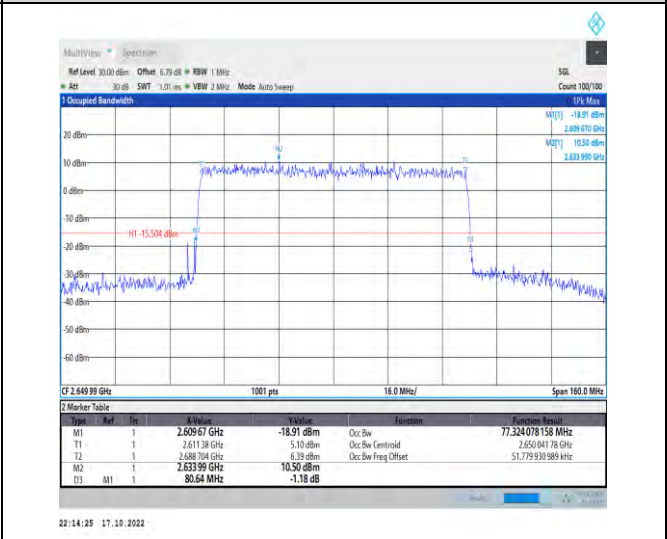 MultiView Spectrum
Ref Level 30.00 dBm Offset 6.79 dB RBW 1 MHz SGL
Att 30 dB SWT 1.01 ms VBW 2 MHz Mode Auto Sweep Count 100/100
1 Occupied Bandwidth 1Pk Max
M1[1] -18.91 dBm
2.609 670 GHz
M2[1] 10.50 dBm
2.633 990 GHz
20 dBm
10 dBm
0 dBm
-10 dBm
H1 -15.504 dBm
-20 dBm
-30 dBm
-40 dBm
-50 dBm
-60 dBm
M2
T1
T2
M1
D3
CF 2.649 99 GHz 1001 pts 16.0 MHz/ Span 160.0 MHz
2 Marker Table
Type Ref Trc X-Value Y-Value Function Function Result
M1 1 2.609 67 GHz -18.91 dBm Occ Bw 77.324 078 158 MHz
T1 1 2.611 38 GHz 5.10 dBm Occ Bw Centroid 2.650 041 78 GHz
T2 1 2.688 704 GHz 6.39 dBm Occ Bw Freq Offset 51.779 930 989 kHz
M2 1 2.633 99 GHz 10.50 dBm
D3 M1 1 80.64 MHz -1.18 dB
22:14:25 17.10.2022